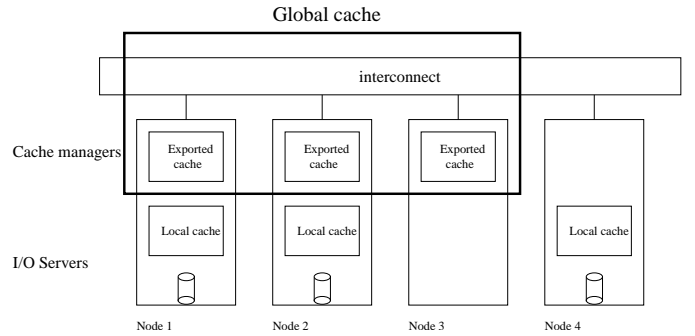 Global cache
interconnect
Cache managers
Exported
cache
Exported
cache
Exported
cache
Local cache
Local cache
Local cache
I/O Servers
Node 1
Node 2
Node 3
Node 4